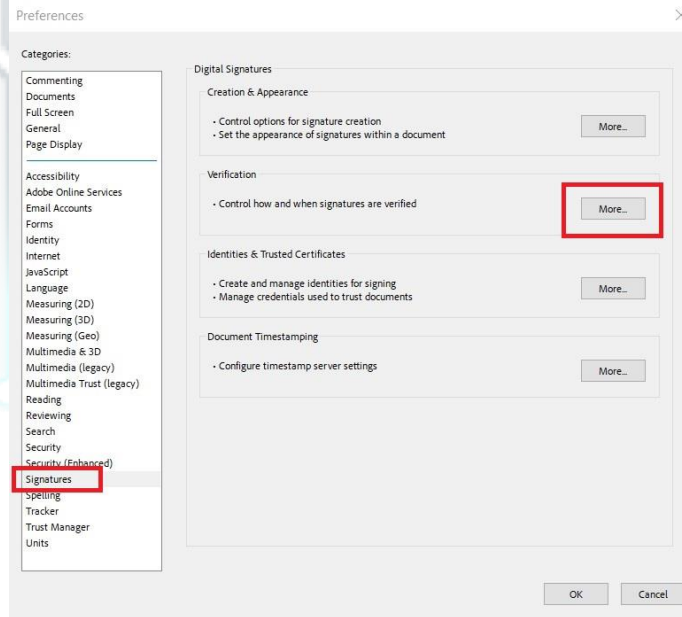 Preferences
Categories:
Commenting
Documents
Full Screen
General
Page Display
Accessibility
Adobe Online Services
Email Accounts
Forms
Identity
Internet
JavaScript
Language
Measuring (2D)
Measuring (3D)
Measuring (Geo)
Multimedia & 3D
Multimedia (legacy)
Multimedia Trust (legacy)
Reading
Reviewing
Search
Security
Security (Enhanced)
Signatures
Spelling
Tracker
Trust Manager
Units
Digital Signatures
Creation & Appearance
• Control options for signature creation
• Set the appearance of signatures within a document
More...
Verification
• Control how and when signatures are verified
More...
Identities & Trusted Certificates
• Create and manage identities for signing
• Manage credentials used to trust documents
More...
Document Timestamping
• Configure timestamp server settings
More...
OK
Cancel